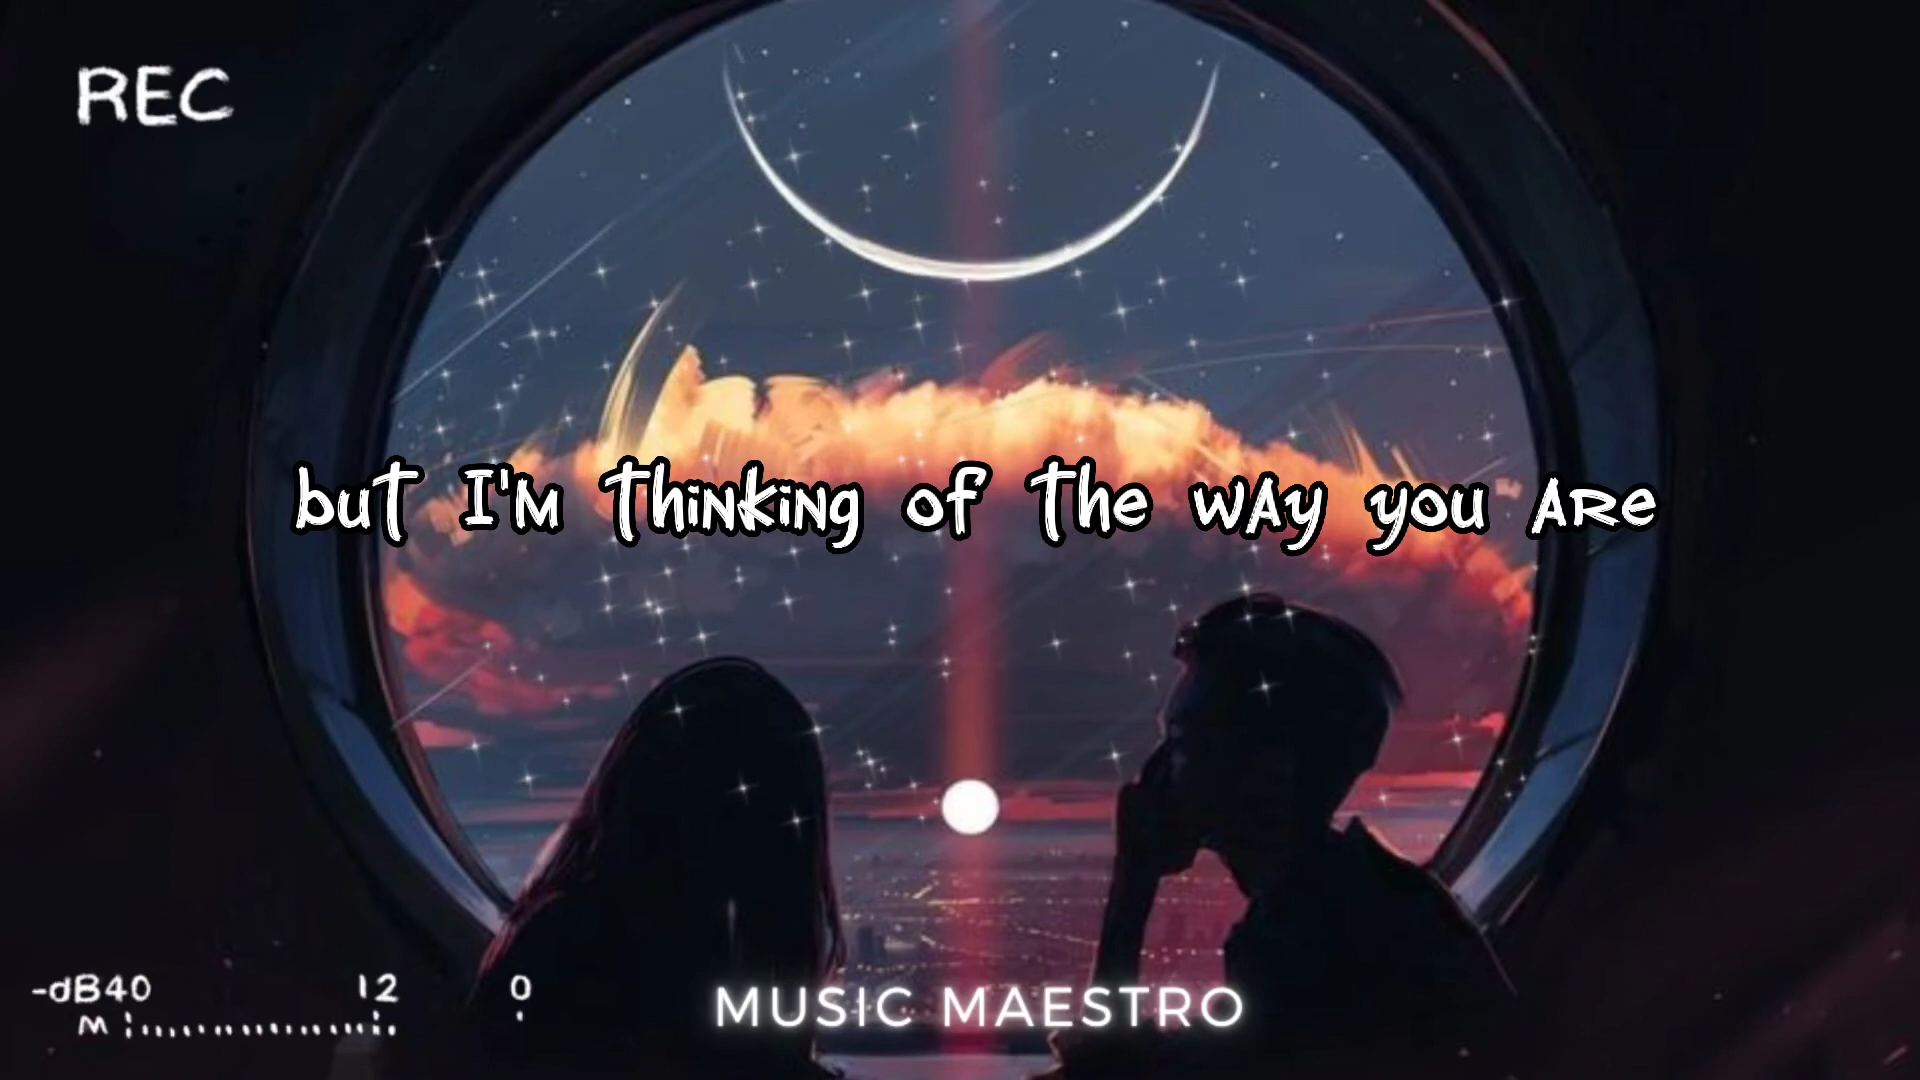 REC
but I'm thinking of the way you are
-dB40 12 0
M
MUSIC MAESTRO